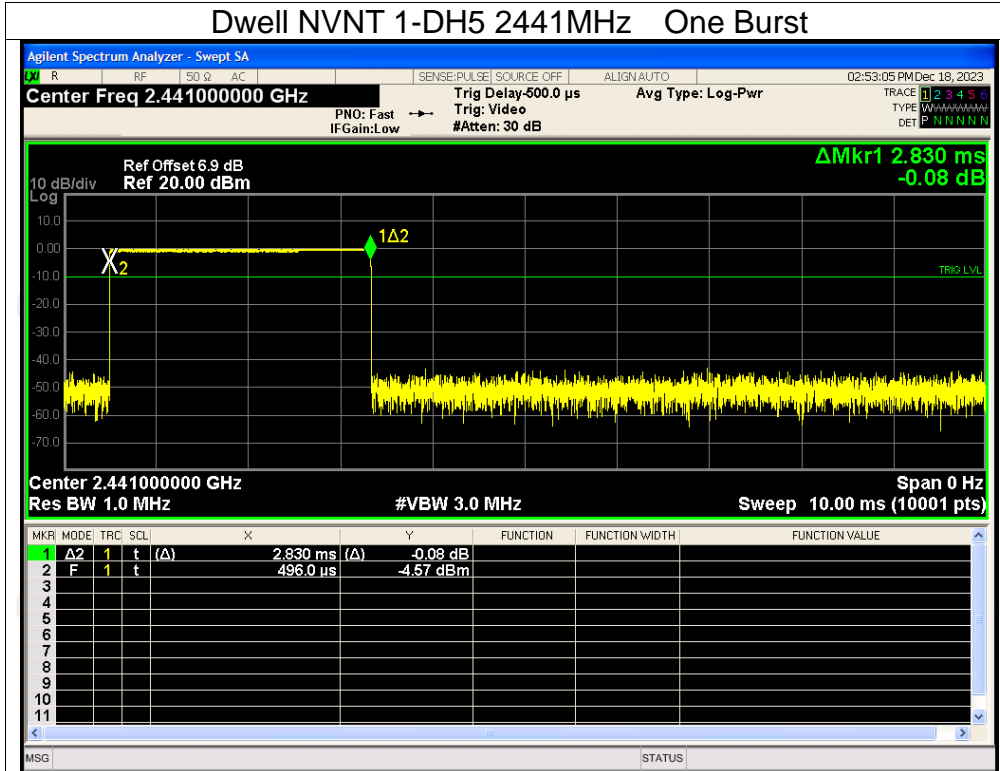 Dwell NVNT 1-DH5 2441MHz One Burst
Agilent Spectrum Analyzer - Swept SA
LXI R RF 50 Ω AC SENSE:PULSE SOURCE OFF ALIGN AUTO 02:53:05 PM Dec 18, 2023
Center Freq 2.441000000 GHz Trig Delay-500.0 µs Avg Type: Log-Pwr TRACE 1 2 3 4 5 6
PNO: Fast Trig: Video TYPE WWWWWW
IFGain:Low #Atten: 30 dB DET P N N N N N
ΔMkr1 2.830 ms
-0.08 dB
Ref Offset 6.9 dB
10 dB/div Ref 20.00 dBm
Log
10.0
0.00
-10.0
-20.0
-30.0
-40.0
-50.0
-60.0
-70.0
1Δ2
X2
TRIG LVL
Center 2.441000000 GHz Span 0 Hz
Res BW 1.0 MHz #VBW 3.0 MHz Sweep 10.00 ms (10001 pts)
MKR MODE TRC SCL X Y FUNCTION FUNCTION WIDTH FUNCTION VALUE
1 Δ2 1 t (Δ) 2.830 ms (Δ) -0.08 dB
2 F 1 t 496.0 µs -4.57 dBm
3
4
5
6
7
8
9
10
11
MSG STATUS